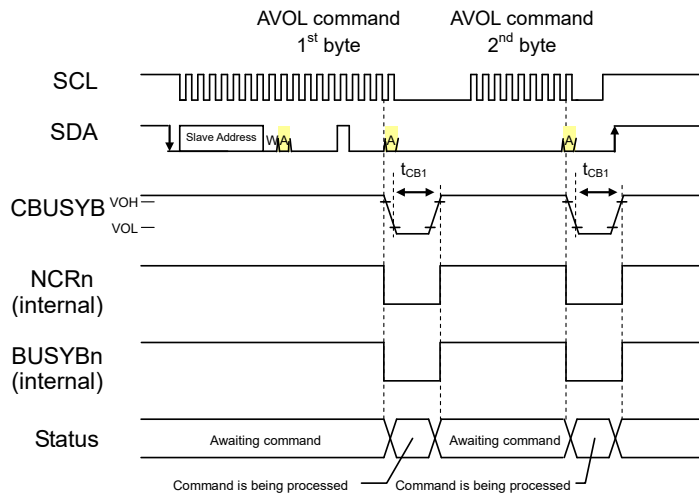 AVOL command
1st byte
AVOL command
2nd byte
SCL
SDA
Slave Address
W
A
A
A
tCB1
tCB1
CBUSYB
VOH
VOL
NCRn
(internal)
BUSYBn
(internal)
Status
Awaiting command
Awaiting command
Command is being processed
Command is being processed